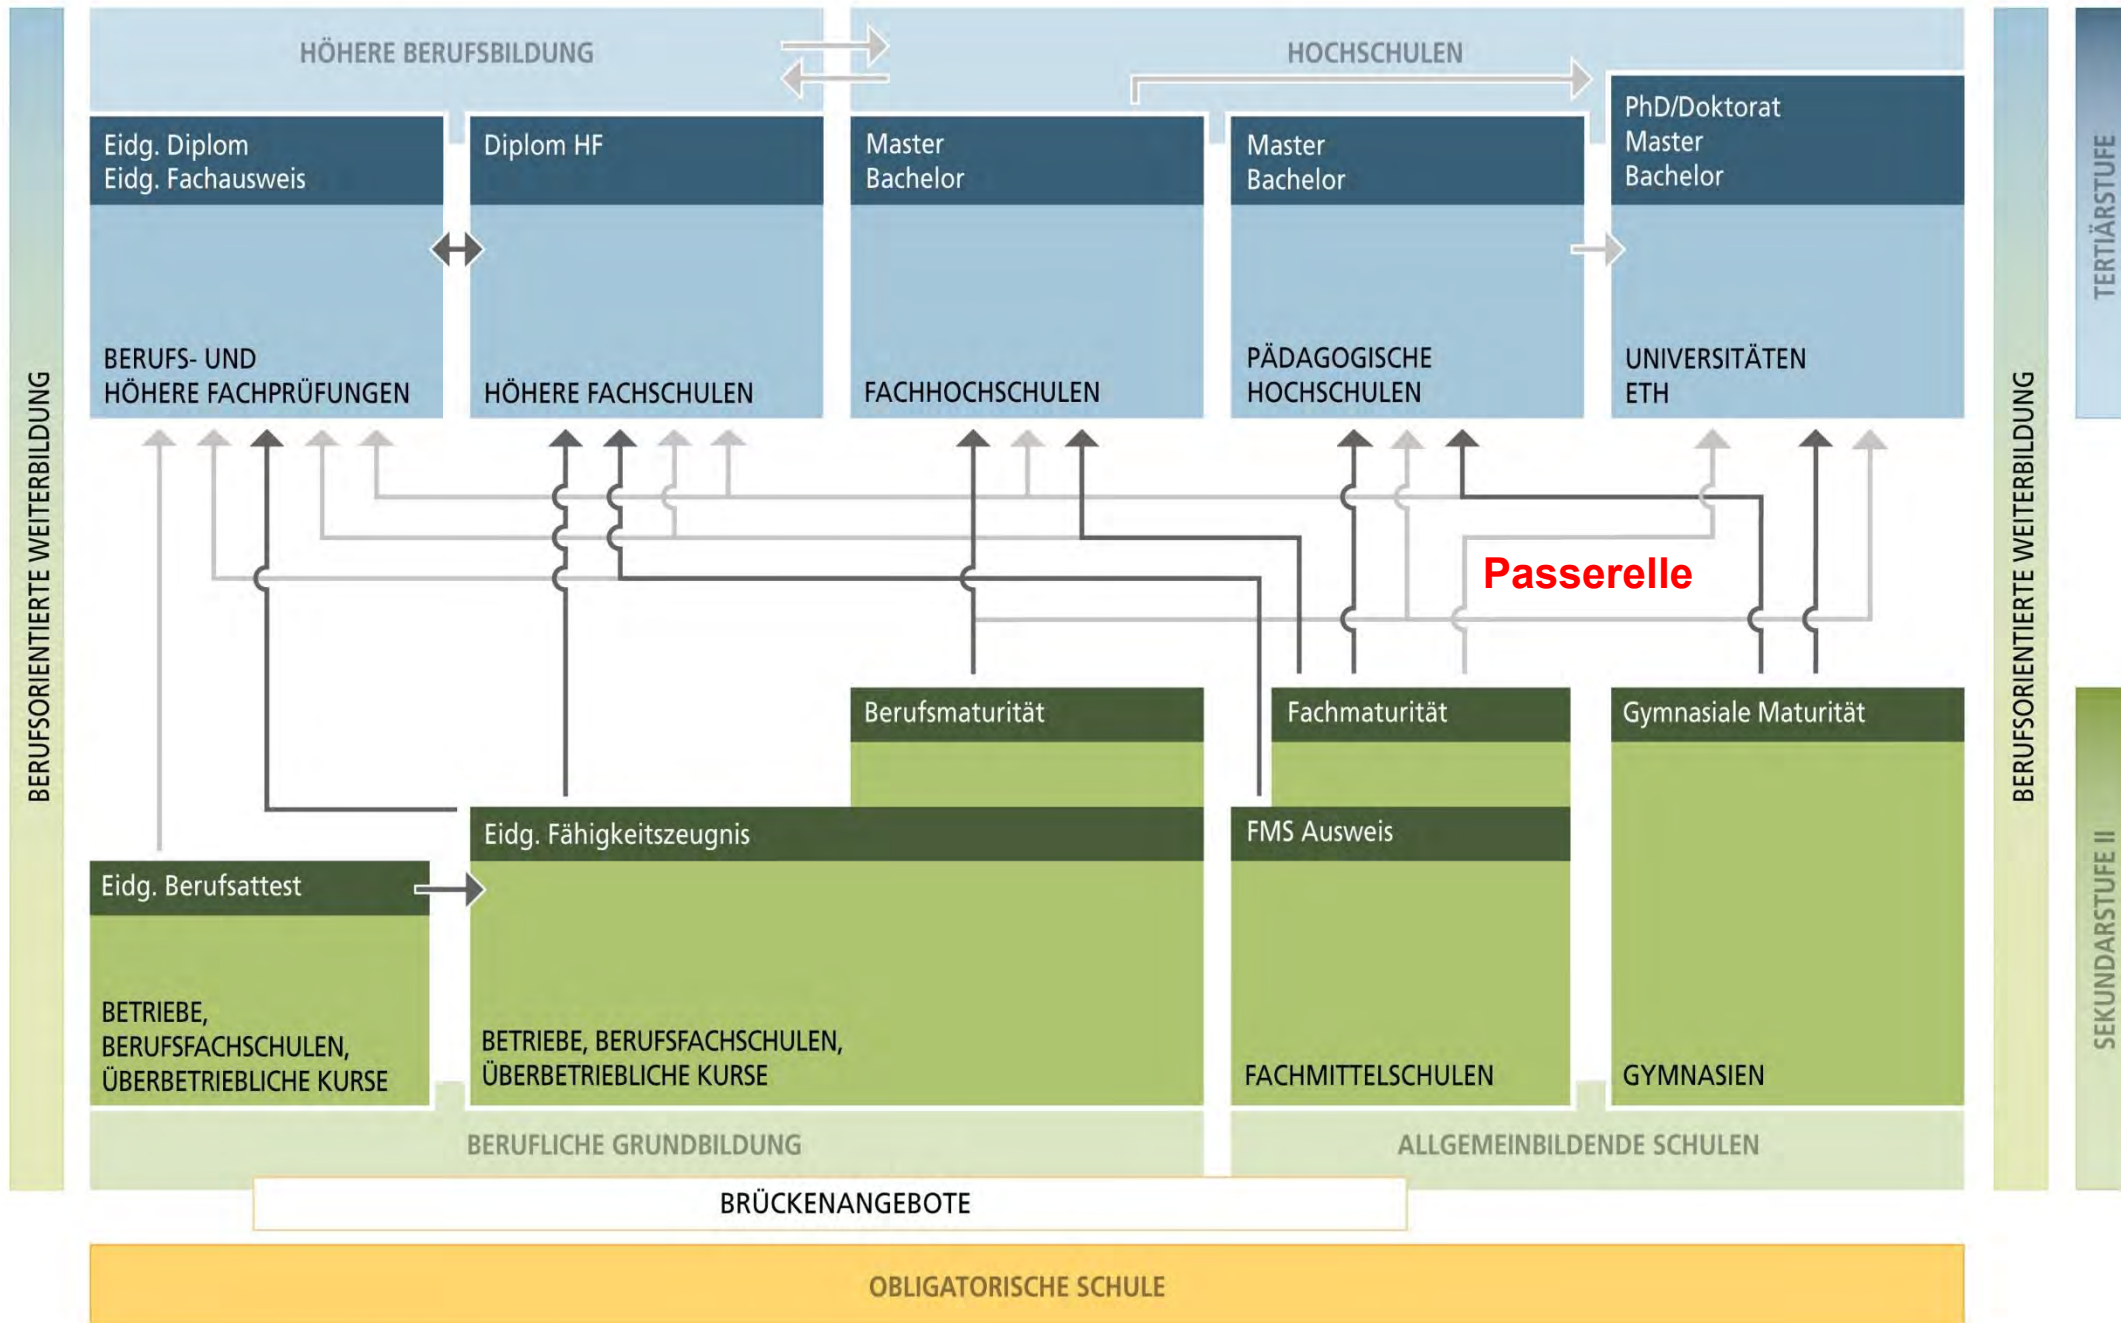 HÖHERE BERUFSBILDUNG
HOCHSCHULEN
Eidg. Diplom
Eidg. Fachausweis
BERUFS- UND
HÖHERE FACHPRÜFUNGEN
Diplom HF
HÖHERE FACHSCHULEN
Master
Bachelor
FACHHOCHSCHULEN
Master
Bachelor
PÄDAGOGISCHE
HOCHSCHULEN
PhD/Doktorat
Master
Bachelor
UNIVERSITÄTEN
ETH
TERTIÄRSTUFE
BERUFSORIENTIERTE WEITERBILDUNG
BERUFSORIENTIERTE WEITERBILDUNG
Passerelle
Berufsmaturität
Fachmaturität
Gymnasiale Maturität
Eidg. Fähigkeitszeugnis
FMS Ausweis
Eidg. Berufsattest
BETRIEBE,
BERUFSFACHSCHULEN,
ÜBERBETRIEBLICHE KURSE
BETRIEBE, BERUFSFACHSCHULEN,
ÜBERBETRIEBLICHE KURSE
FACHMITTELSCHULEN
GYMNASIEN
SEKUNDARSTUFE II
BERUFLICHE GRUNDBILDUNG
ALLGEMEINBILDENDE SCHULEN
BRÜCKENANGEBOTE
OBLIGATORISCHE SCHULE